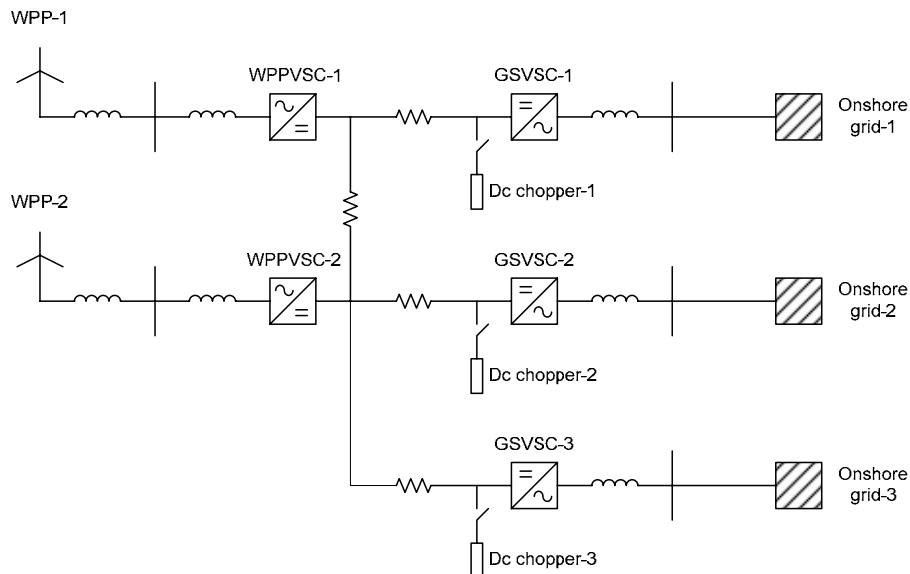 WPP-1
WPPVSC-1
GSVSC-1
Onshore
grid-1
Dc chopper-1
WPP-2
WPPVSC-2
GSVSC-2
Onshore
grid-2
Dc chopper-2
GSVSC-3
Onshore
grid-3
Dc chopper-3